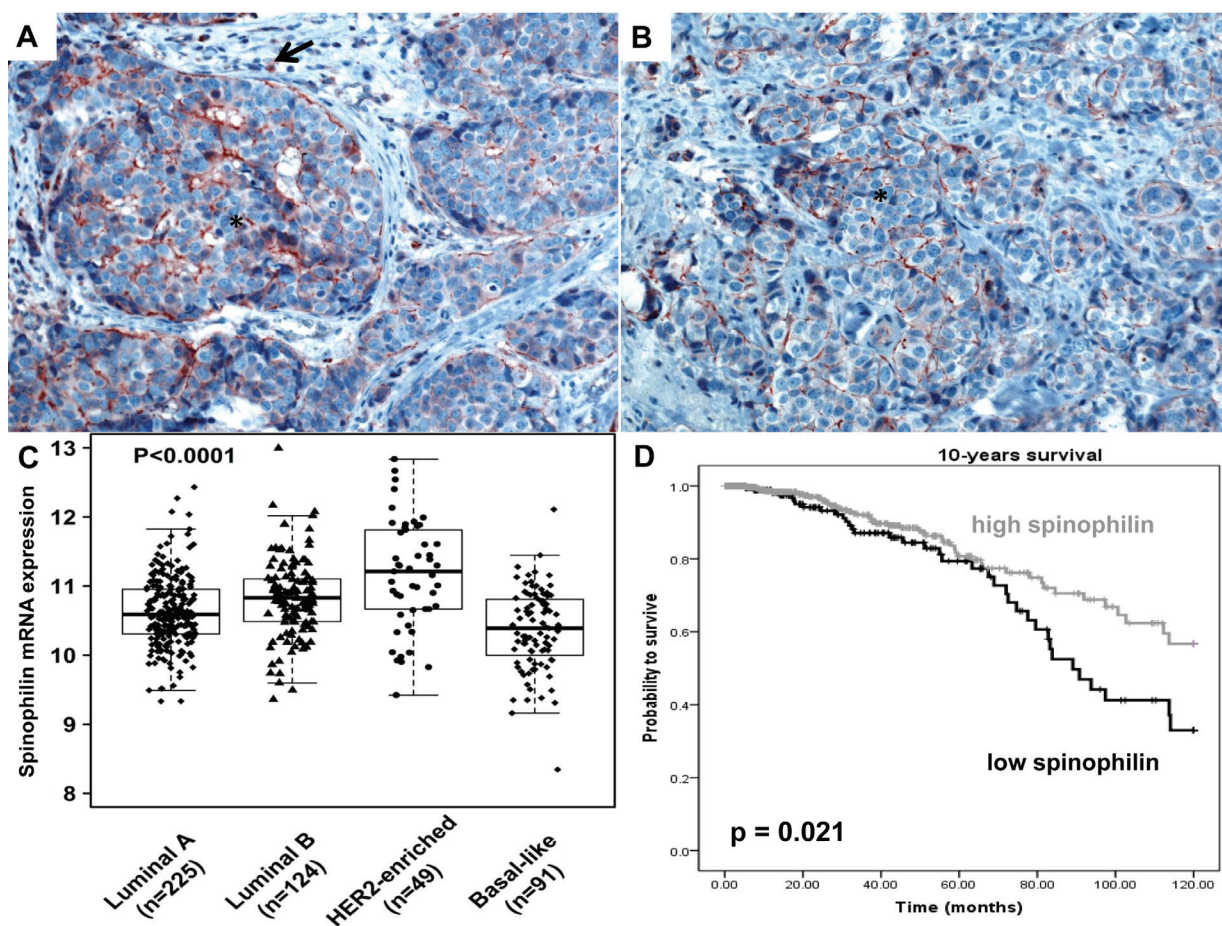 A
B
*
*
C
P<0.0001
Spinophilin mRNA expression
13
12
11
10
9
8
Luminal A
(n=225)
Luminal B
(n=124)
HER2-enriched
(n=49)
Basal-like
(n=91)
D
10-years survival
Probability to survive
1.0
0.8
0.6
0.4
0.2
0.0
high spinophilin
low spinophilin
p = 0.021
0.00 20.00 40.00 60.00 80.00 100.00 120.00
Time (months)